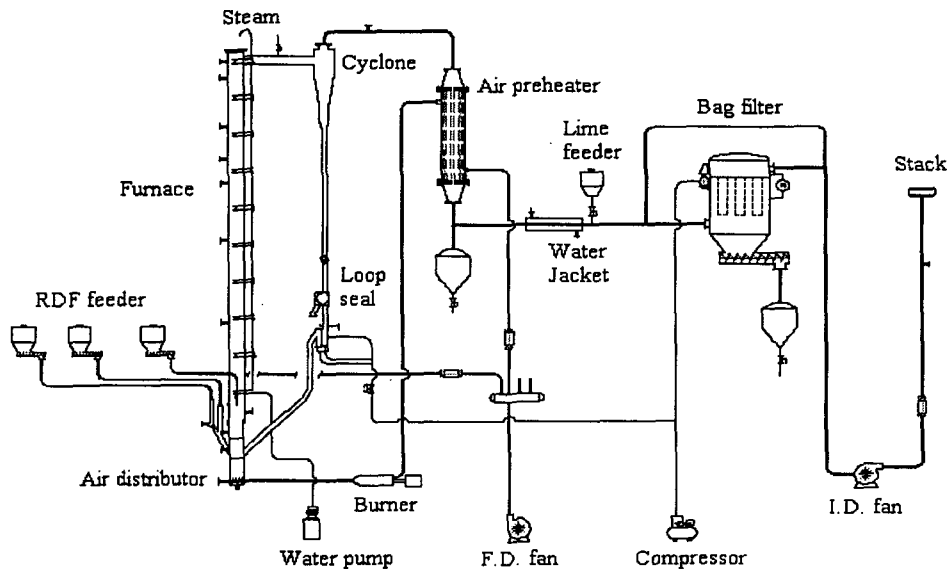 Steam
Cyclone
Air preheater
Bag filter
Lime
feeder
Stack
Furnace
Water
Jacket
Loop
seal
RDF feeder
Air distributor
Burner
I.D. fan
Water pump
F.D. fan
Compressor